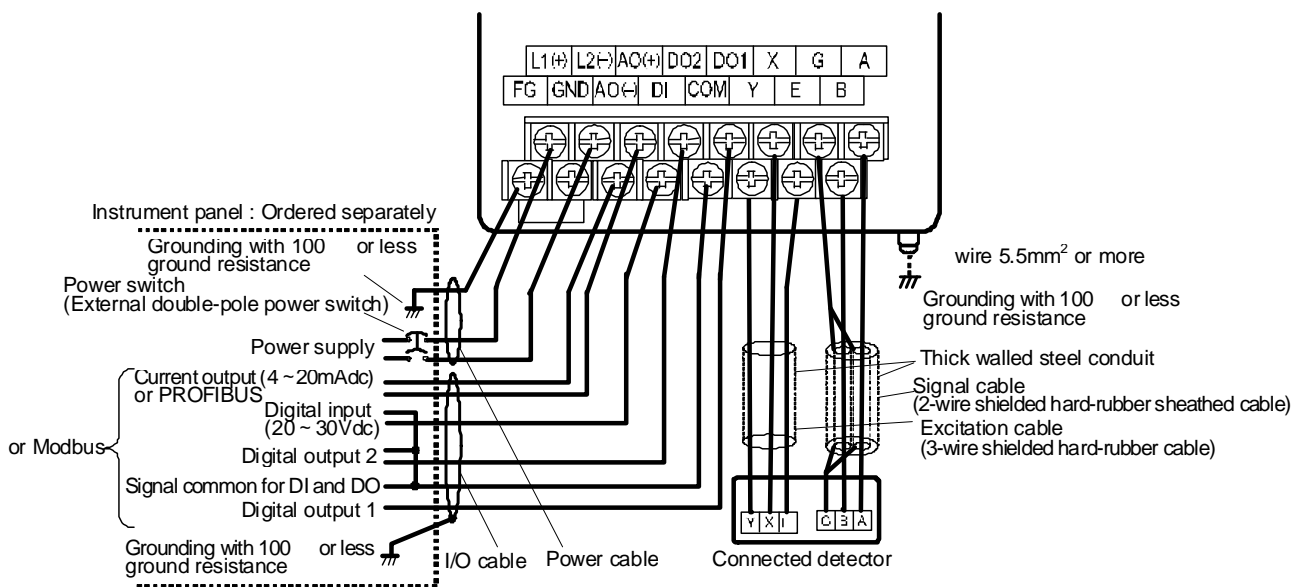 L1(+) L2(-) AO(+) DO2 DO1 X G A
FG GND AO(-) DI COM Y E B
Instrument panel : Ordered separately
Grounding with 100 or less
ground resistance
Power switch
(External double-pole power switch)
Power supply
Current output (4 ~ 20mAdc)
or PROFIBUS
Digital input
(20 ~ 30Vdc)
or Modbus
Digital output 2
Signal common for DI and DO
Digital output 1
Grounding with 100 or less
ground resistance
I/O cable
Power cable
wire 5.5mm² or more
Grounding with 100 or less
ground resistance
Thick walled steel conduit
Signal cable
(2-wire shielded hard-rubber sheathed cable)
Excitation cable
(3-wire shielded hard-rubber cable)
Y X B A
Connected detector